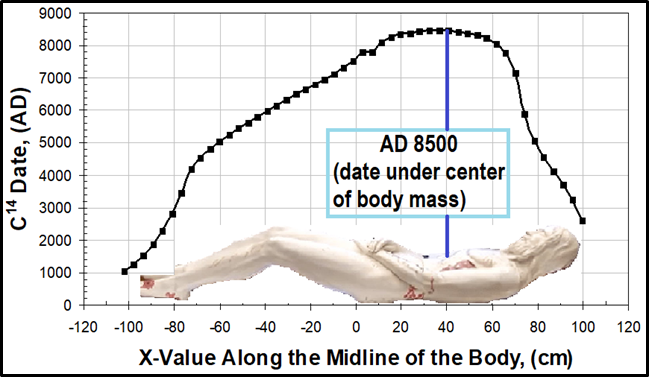 9000
8000
7000
6000
5000
4000
3000
2000
1000
0
C14 Date, (AD)
AD 8500
(date under center
of body mass)
-120 -100 -80 -60 -40 -20 0 20 40 60 80 100 120
X-Value Along the Midline of the Body, (cm)